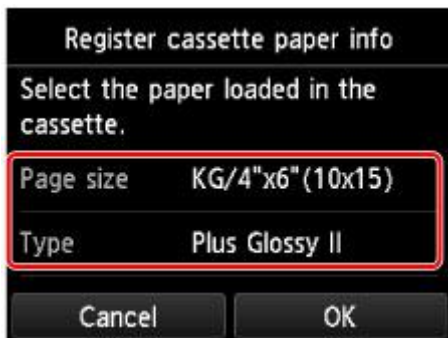 Register cassette paper info
Select the paper loaded in the
cassette.
Page size KG/4"x6"(10x15)
Type Plus Glossy II
Cancel OK